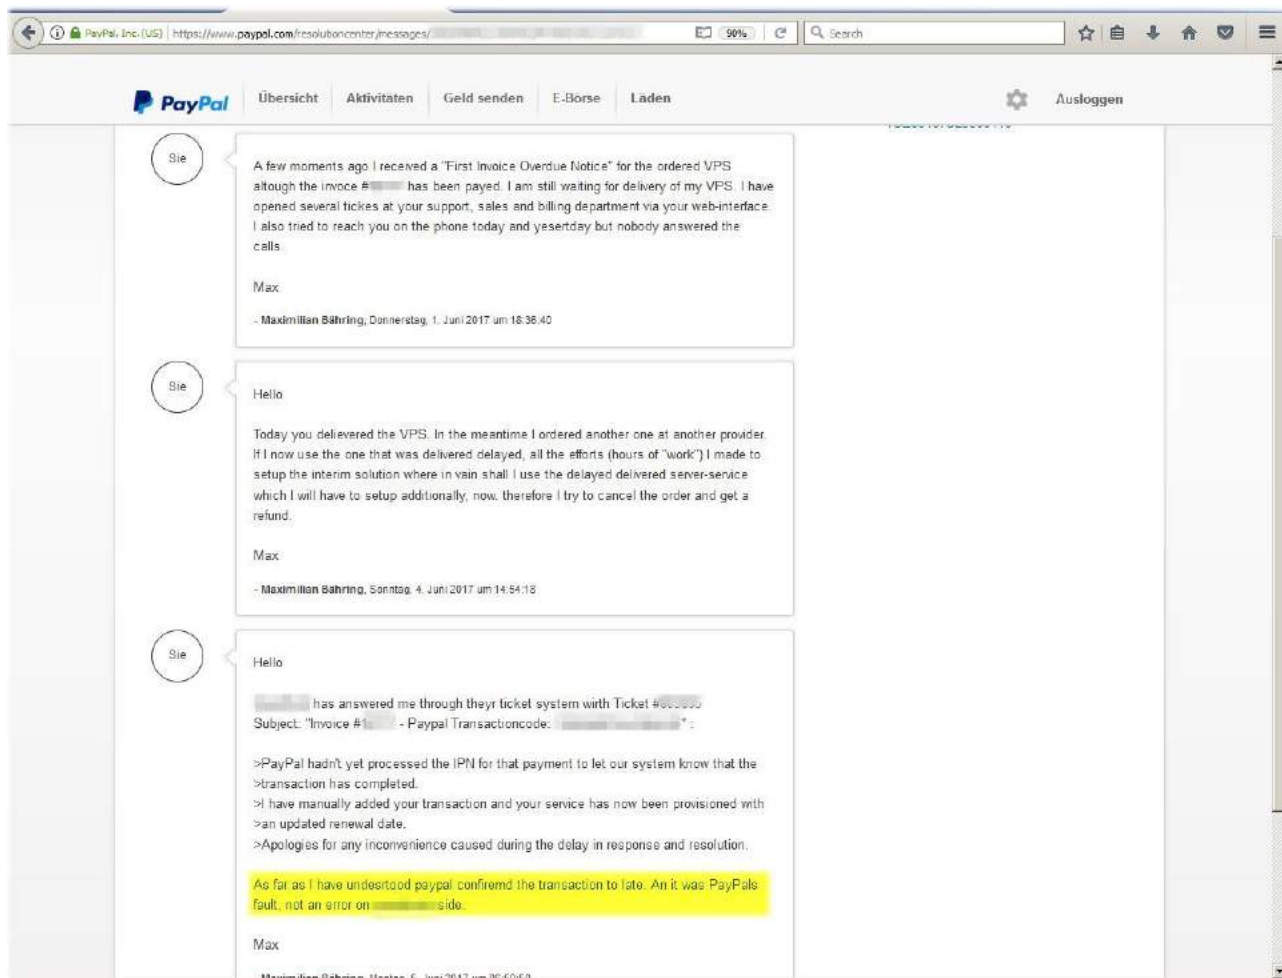 PayPal, Inc. (US) https://www.paypal.com/resolutioncenter/messages/ 90% Search
PayPal Übersicht Aktivitäten Geld senden E-Börse Läden Ausloggen
Sie
A few moments ago I received a "First Invoice Overdue Notice" for the ordered VPS
altough the invoce # has been payed. I am still waiting for delivery of my VPS. I have
opened several tickes at your support, sales and billing department via your web-interface.
I also tried to reach you on the phone today and yesertday but nobody answered the
calls.
Max
- Maximilian Bähring, Donnerstag, 1. Juni 2017 um 18:36:40
Sie
Hello
Today you delievered the VPS. In the meantime I ordered another one at another provider.
If I now use the one that was delivered delayed, all the efforts (hours of "work") I made to
setup the interim solution where in vain shall I use the delayed delivered server-service
which I will have to setup additionally, now. therefore I try to cancel the order and get a
refund.
Max
- Maximilian Bähring, Sonntag, 4. Juni 2017 um 14:54:18
Sie
Hello
has answered me through theyr ticket system wirth Ticket #
Subject: "Invoice #1 - Paypal Transactioncode: " :
>PayPal hadn't yet processed the IPN for that payment to let our system know that the
>transaction has completed.
>I have manually added your transaction and your service has now been provisioned with
>an updated renewal date.
>Apologies for any inconvenience caused during the delay in response and resolution.
As far as I have undesrtood paypal confiremd the transaction to late. An it was PayPals
fault, not an error on side.
Max
- Maximilian Bähring, Montag, 5. Juni 2017 um